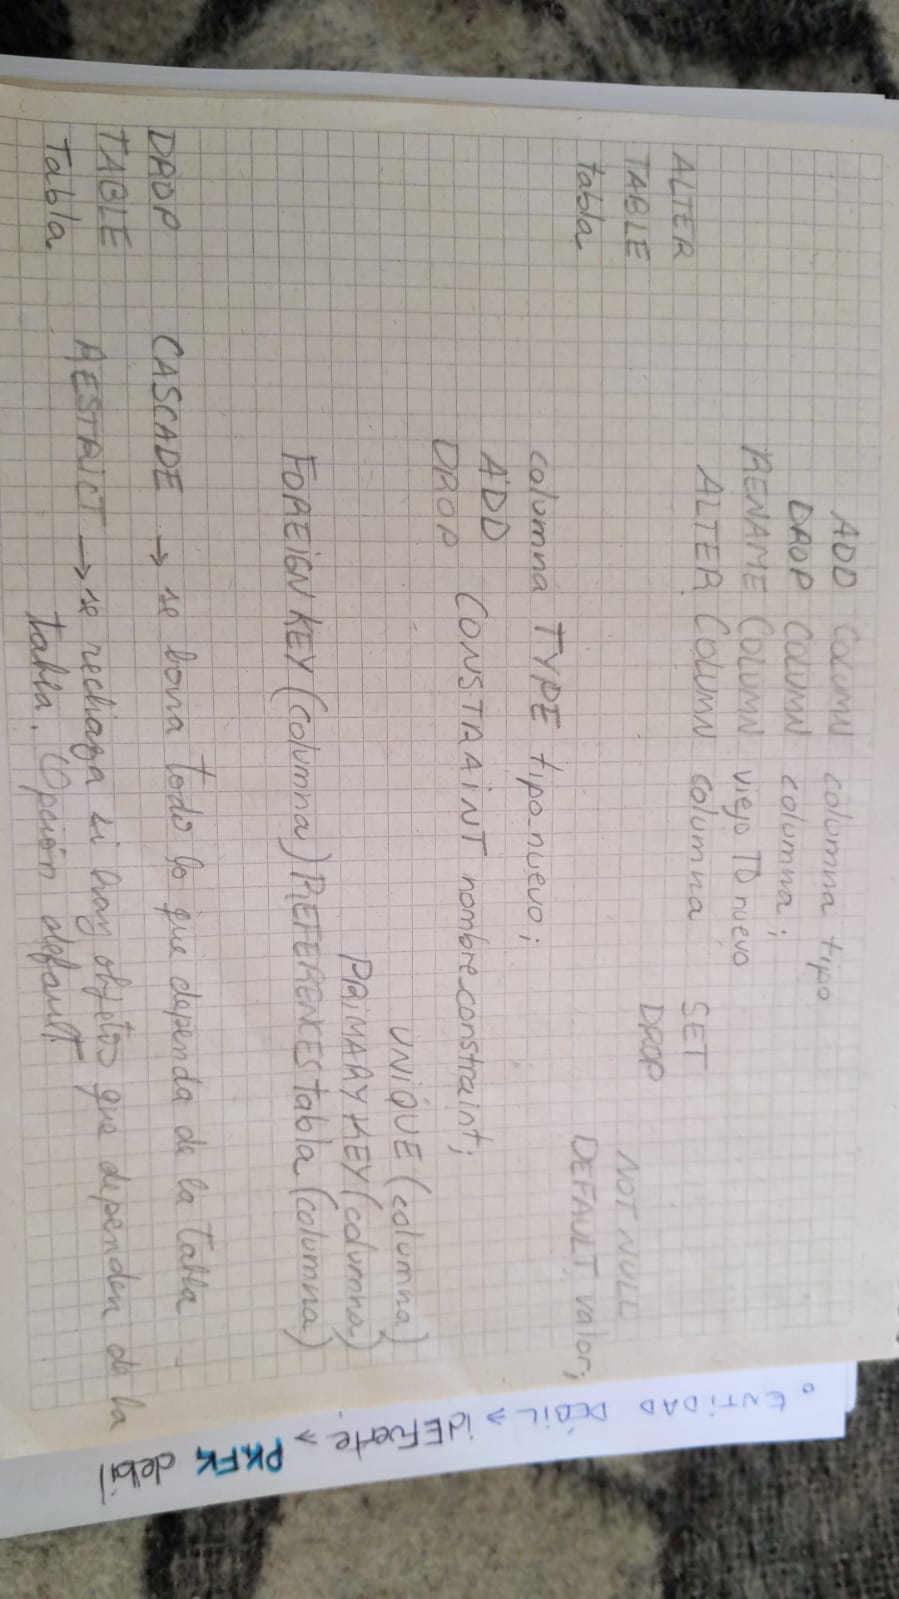 ADD COLUMN columna tipo
DROP COLUMN columna;
RENAME COLUMN viejo TO nuevo
ALTER COLUMN columna SET
DROP
NOT NULL
DEFAULT valor;
ALTER
TABLE
tabla
columna TYPE tipo_nuevo;
ADD
DROP
CONSTRAINT nombre_constraint;
UNIQUE (columna)
PRIMARY KEY (columna)
FOREIGN KEY (columna) REFERENCES tabla (columna)
DROP
TABLE
Tabla
CASCADE → se borra todo lo que dependa de la Tabla
RESTRICT → se rechaza si hay objetos que dependen de la
tabla. Opción default
° ENTIDAD DÉBIL > idEFuerte > PK,FK debil